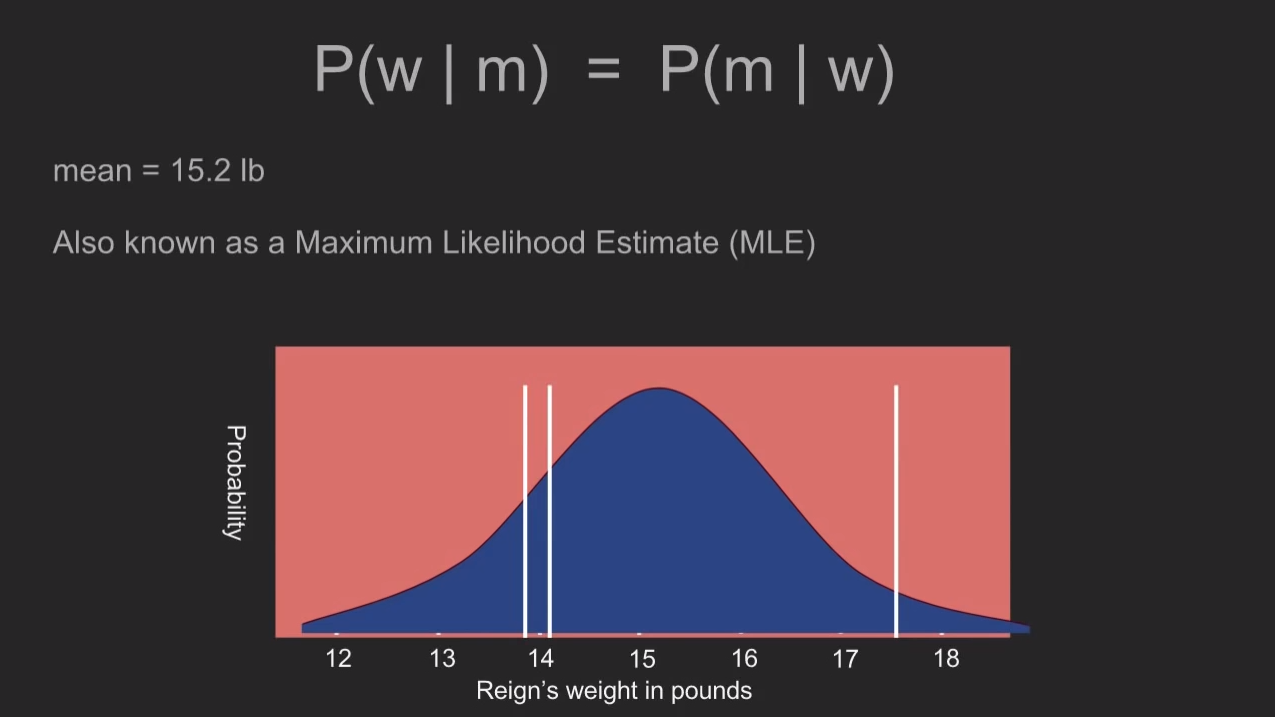 P(w | m) = P(m | w)
mean = 15.2 lb
Also known as a Maximum Likelihood Estimate (MLE)
Probability
12 13 14 15 16 17 18
Reign's weight in pounds